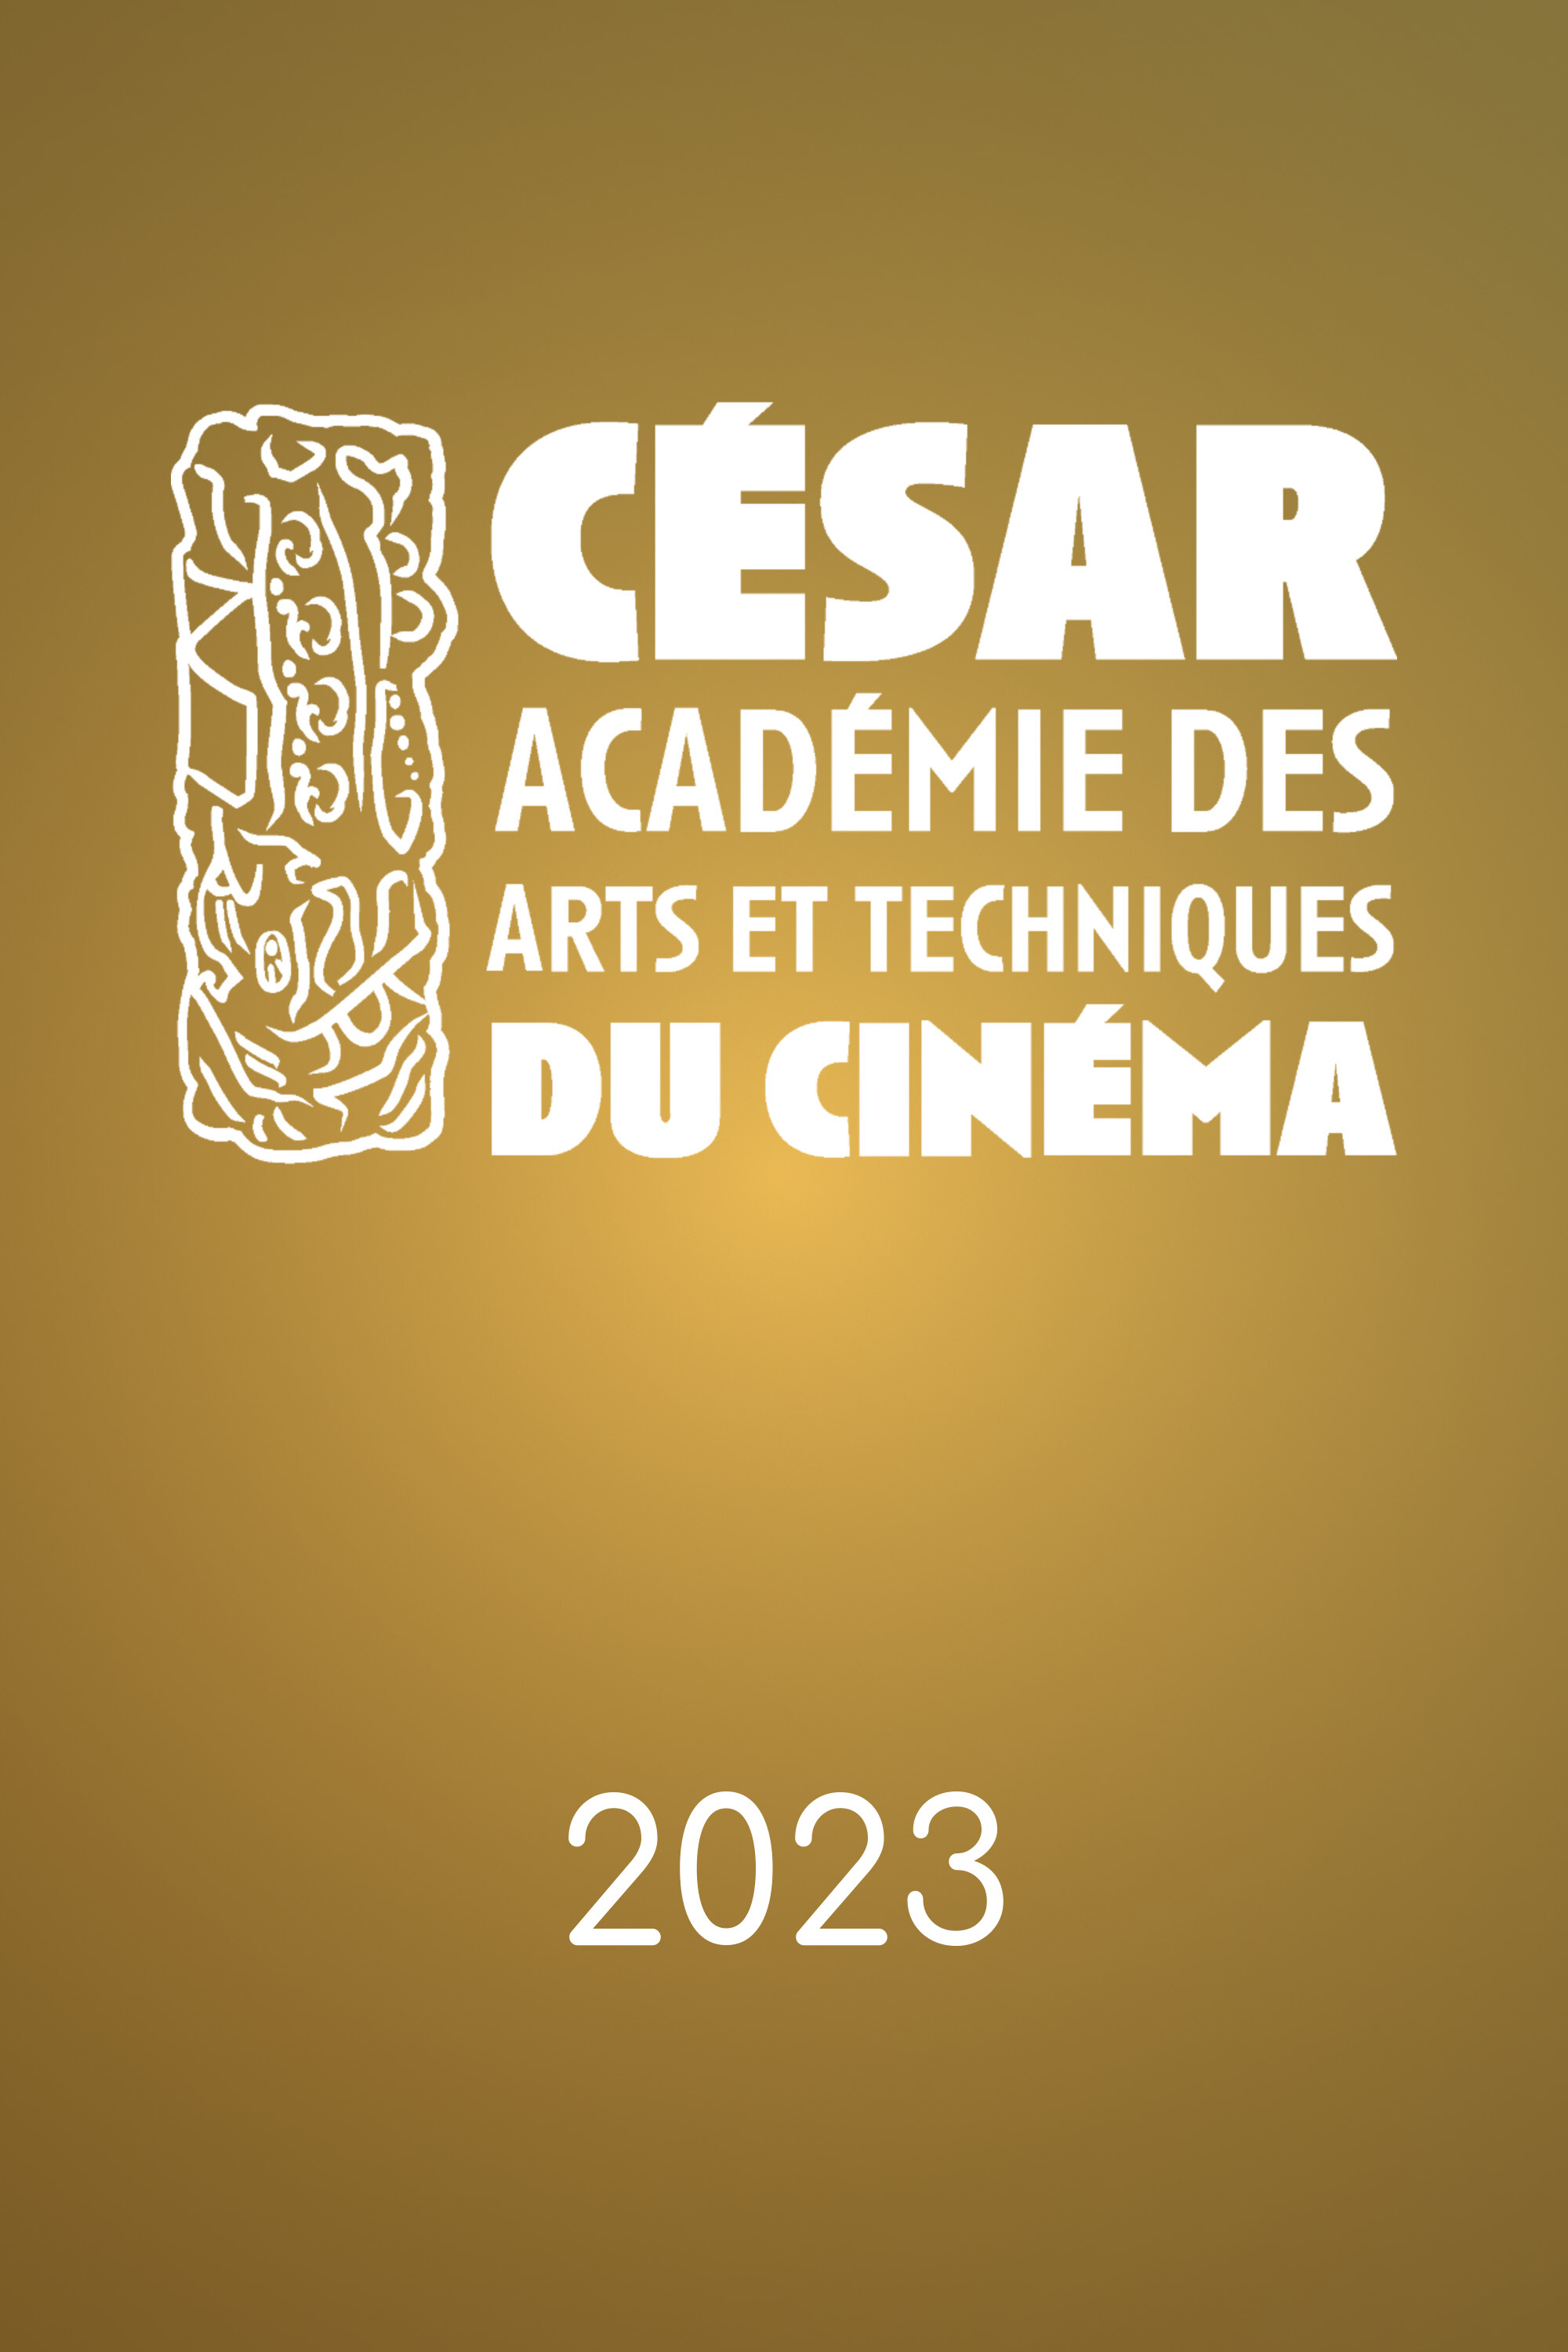 CÉSAR
ACADÉMIE DES
ARTS ET TECHNIQUES
DU CINÉMA
2023